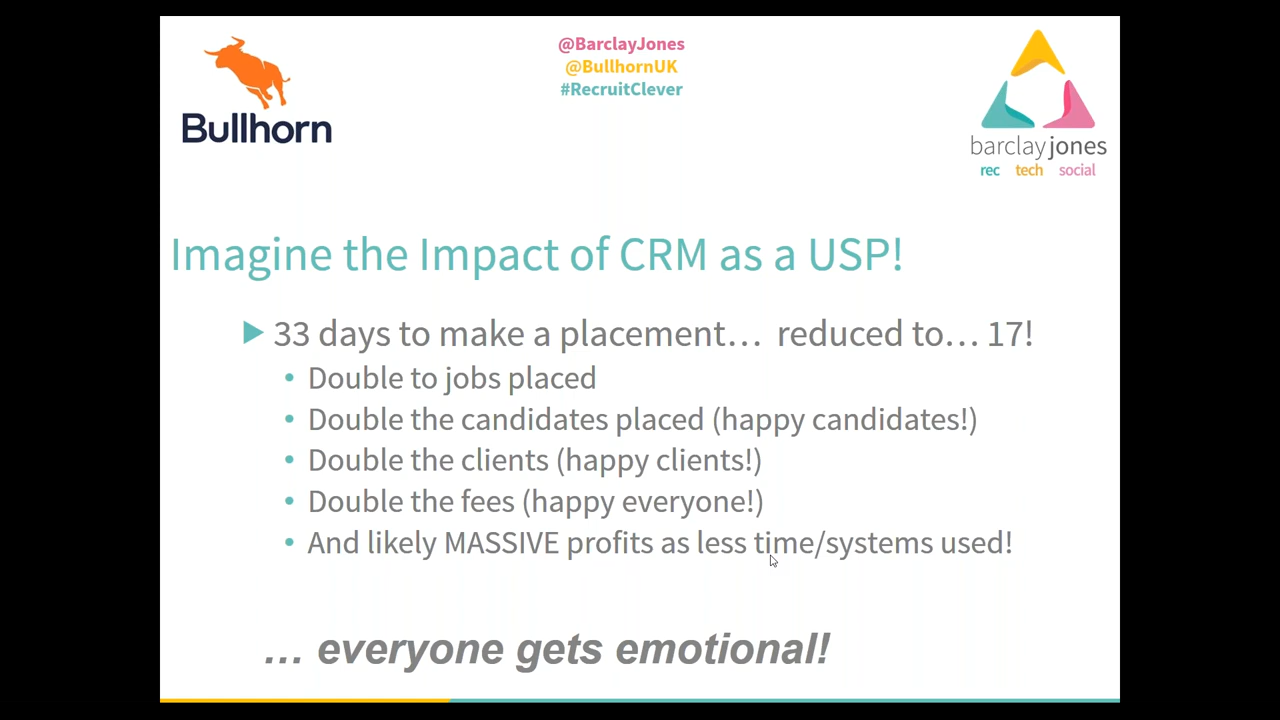 @BarclayJones
@BullhornUK
#RecruitClever
Bullhorn
barclayjones
rec tech social
Imagine the Impact of CRM as a USP!
33 days to make a placement… reduced to… 17!
• Double to jobs placed
• Double the candidates placed (happy candidates!)
• Double the clients (happy clients!)
• Double the fees (happy everyone!)
• And likely MASSIVE profits as less time/systems used!
… everyone gets emotional!